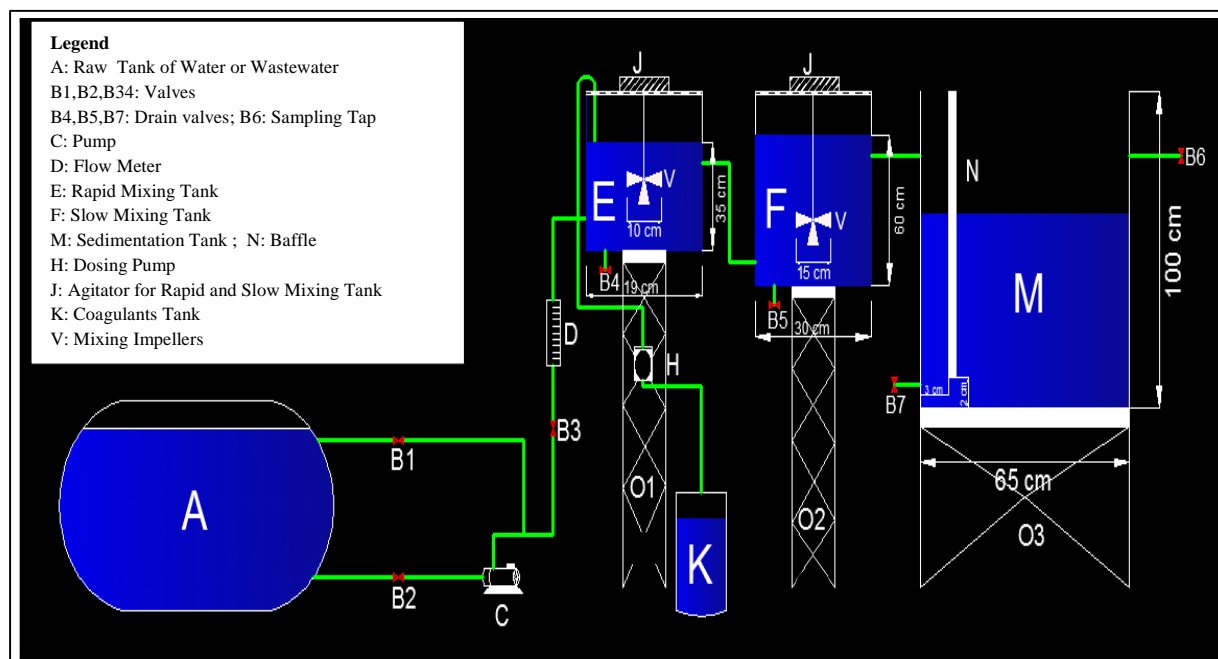 Legend
A: Raw Tank of Water or Wastewater
B1,B2,B34: Valves
B4,B5,B7: Drain valves; B6: Sampling Tap
C: Pump
D: Flow Meter
E: Rapid Mixing Tank
F: Slow Mixing Tank
M: Sedimentation Tank ; N: Baffle
H: Dosing Pump
J: Agitator for Rapid and Slow Mixing Tank
K: Coagulants Tank
V: Mixing Impellers
J
J
E
V
10 cm
35 cm
B4
19 cm
F
V
15 cm
60 cm
B5
30 cm
N
B6
M
100 cm
B7
3 cm
2 cm
65 cm
D
H
B3
B1
A
B2
C
O1
K
O2
O3